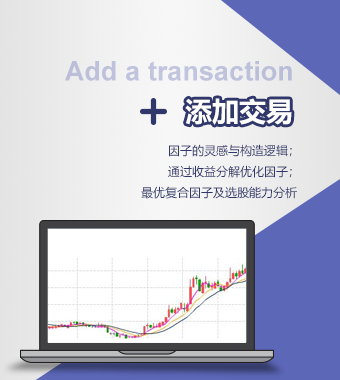 Add a transaction
+ 添加交易
因子的灵感与构造逻辑；
通过收益分解优化因子；
最优复合因子及选股能力分析